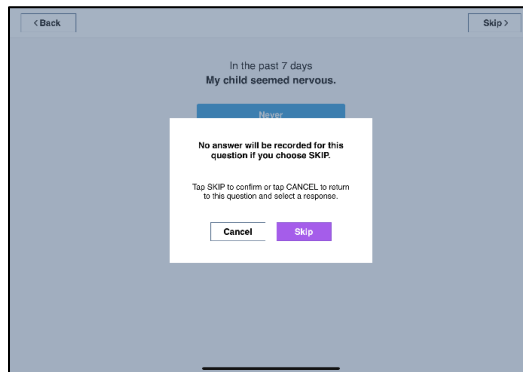 < Back
Skip >
In the past 7 days
My child seemed nervous.
Never
No answer will be recorded for this
question if you choose SKIP.
Tap SKIP to confirm or tap CANCEL to return
to this question and select a response.
Cancel
Skip